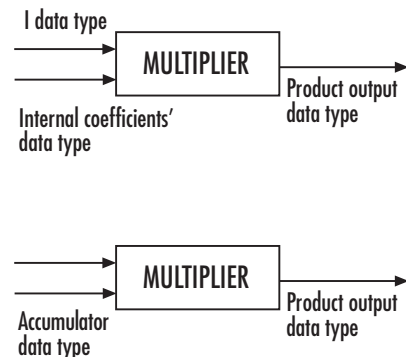 I data type
MULTIPLIER
Product output
data type
Internal coefficients'
data type
MULTIPLIER
Product output
data type
Accumulator
data type